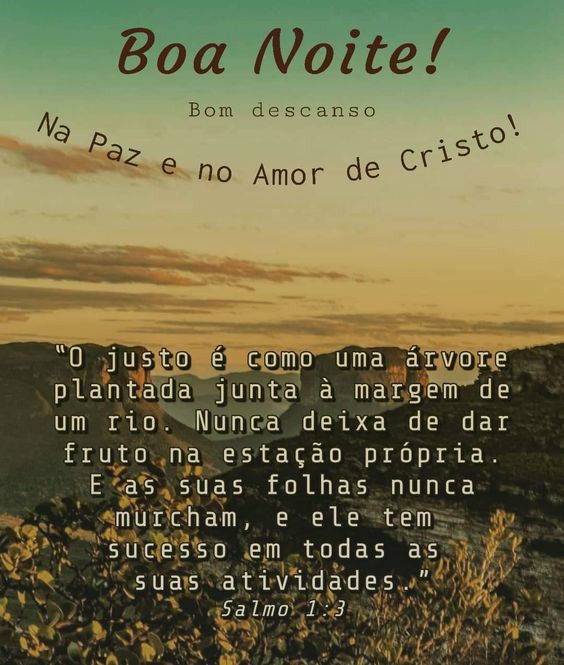 Boa Noite!
Bom descanso
Na Paz e no Amor de Cristo!
"O justo é como uma árvore
plantada junta à margem de
um rio. Nunca deixa de dar
fruto na estação própria.
E as suas folhas nunca
murcham, e ele tem
sucesso em todas as
suas atividades."
Salmo 1:3